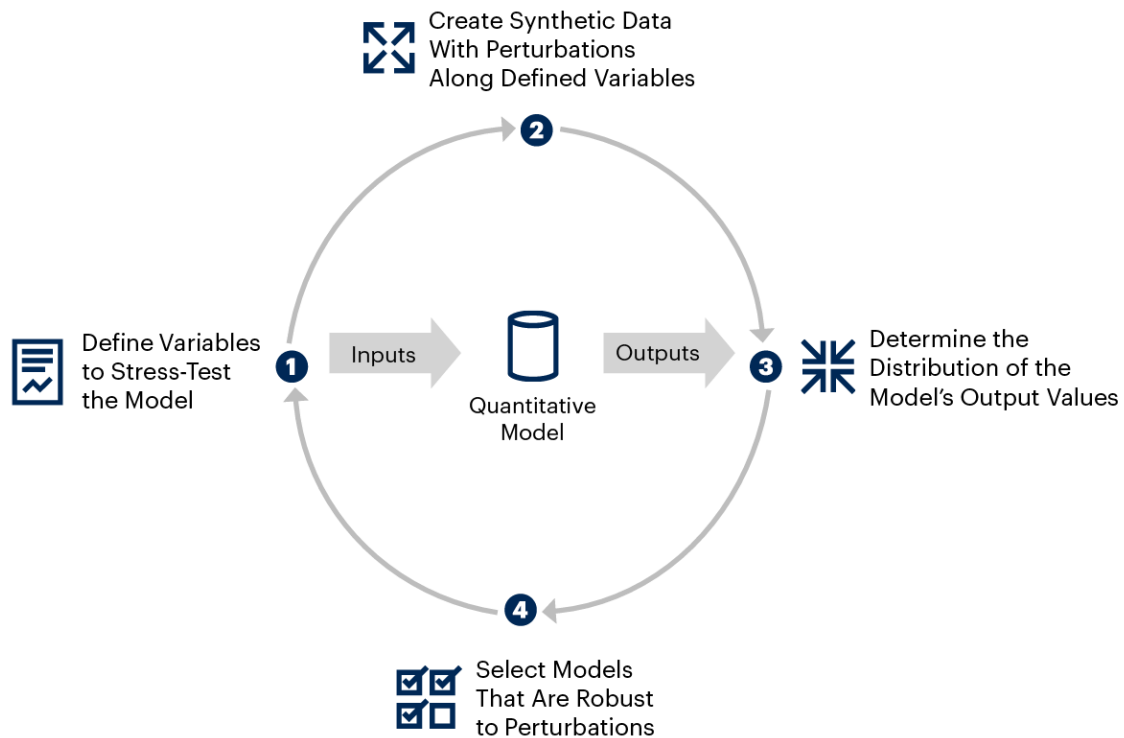 Create Synthetic Data
With Perturbations
Along Defined Variables
2
Define Variables
to Stress-Test
the Model
1
Inputs
Quantitative
Model
Outputs
3
Determine the
Distribution of the
Model's Output Values
4
Select Models
That Are Robust
to Perturbations